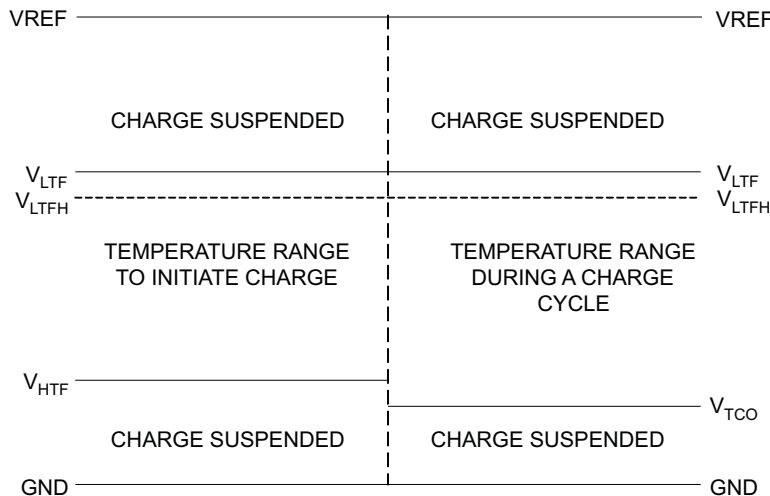 VREF VREF
CHARGE SUSPENDED CHARGE SUSPENDED
VLTF VLTF
VLTFH VLTFH
TEMPERATURE RANGE TEMPERATURE RANGE
TO INITIATE CHARGE DURING A CHARGE
CYCLE
VHTF
VTCO
CHARGE SUSPENDED CHARGE SUSPENDED
GND GND